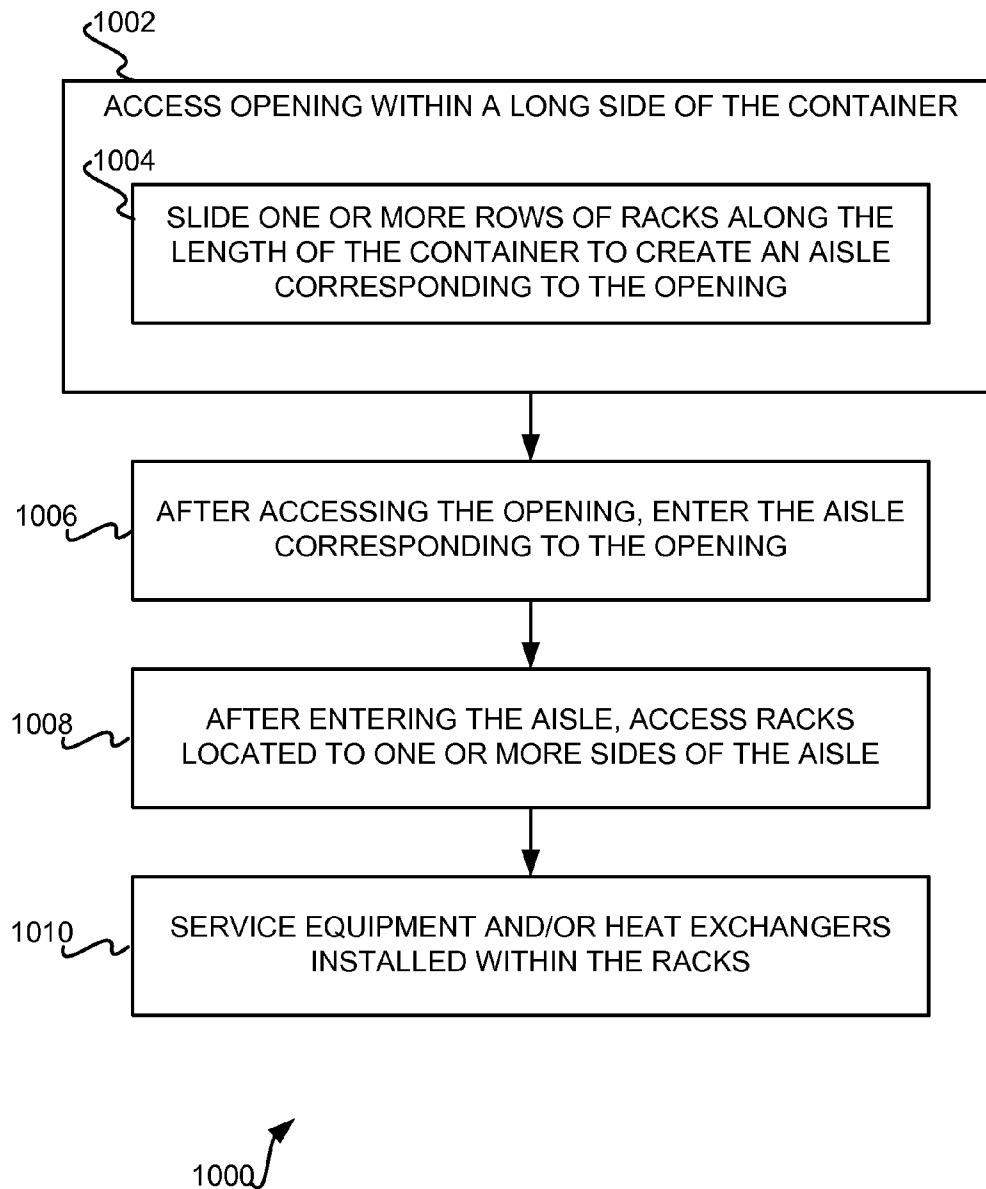 1002
ACCESS OPENING WITHIN A LONG SIDE OF THE CONTAINER
1004
SLIDE ONE OR MORE ROWS OF RACKS ALONG THE
LENGTH OF THE CONTAINER TO CREATE AN AISLE
CORRESPONDING TO THE OPENING
1006
AFTER ACCESSING THE OPENING, ENTER THE AISLE
CORRESPONDING TO THE OPENING
1008
AFTER ENTERING THE AISLE, ACCESS RACKS
LOCATED TO ONE OR MORE SIDES OF THE AISLE
1010
SERVICE EQUIPMENT AND/OR HEAT EXCHANGERS
INSTALLED WITHIN THE RACKS
1000